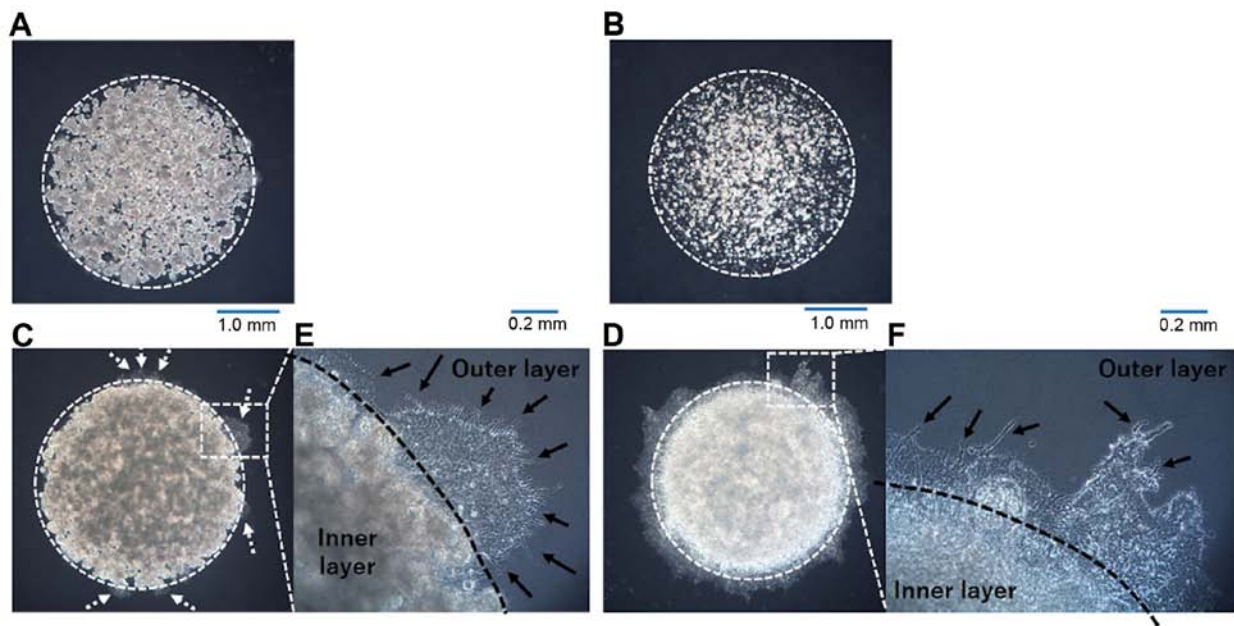 A
B
1.0 mm
0.2 mm
1.0 mm
0.2 mm
C
E
D
F
Outer layer
Inner
layer
Outer layer
Inner layer